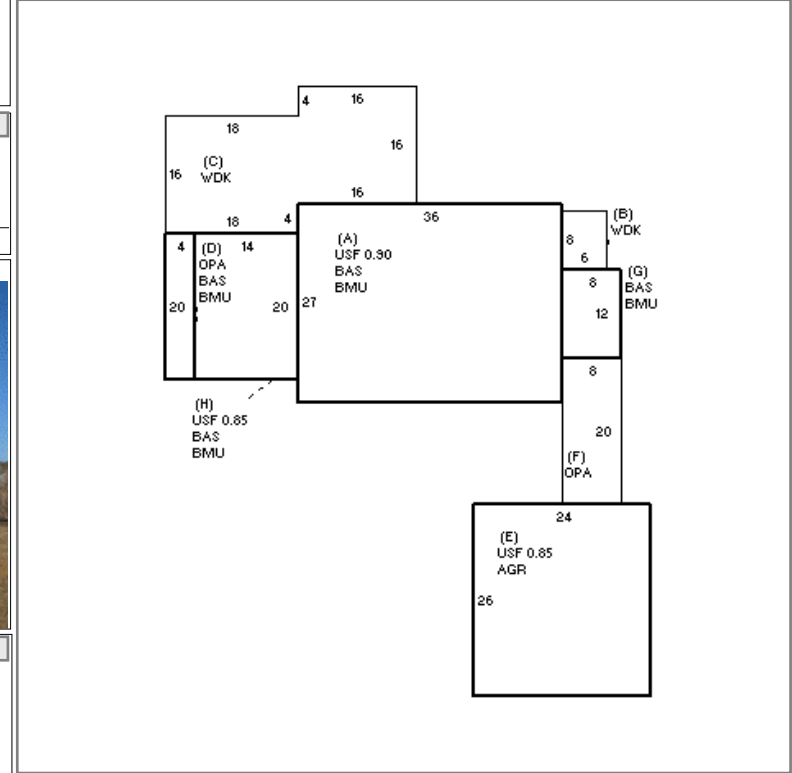 4 16
18
16
16
(C)
WDK
16
18 4
36
(B)
WDK
8
6
4
(D) 14
OPA
BAS
BMU
20
20
(A)
USF 0.90
BAS
BMU
27
(G)
BAS
BMU
8
12
8
(H)
USF 0.85
BAS
BMU
20
(F)
OPA
24
(E)
USF 0.85
AGR
26